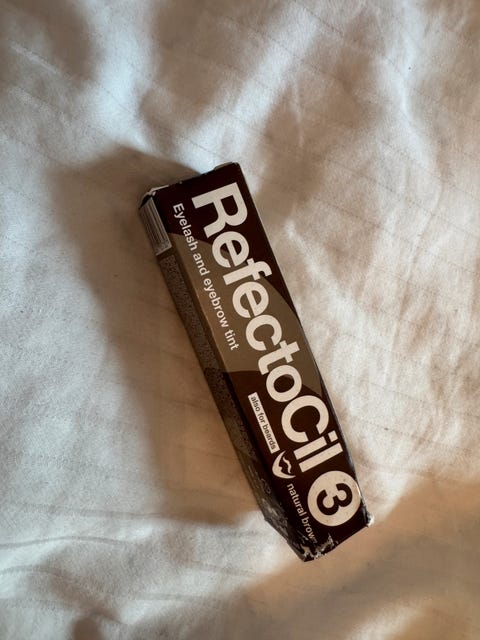 RefectoCil
Eyelash and eyebrow tint
also for beards
3
natural brown